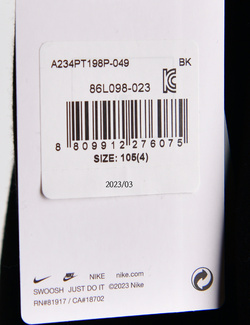 A234PT198P-049 BK
86L098-023
8 809912 276075
SIZE: 105(4)
2023/03
NIKE nike.com
SWOOSH JUST DO IT ©2023 Nike
RN#81917 / CA#18702